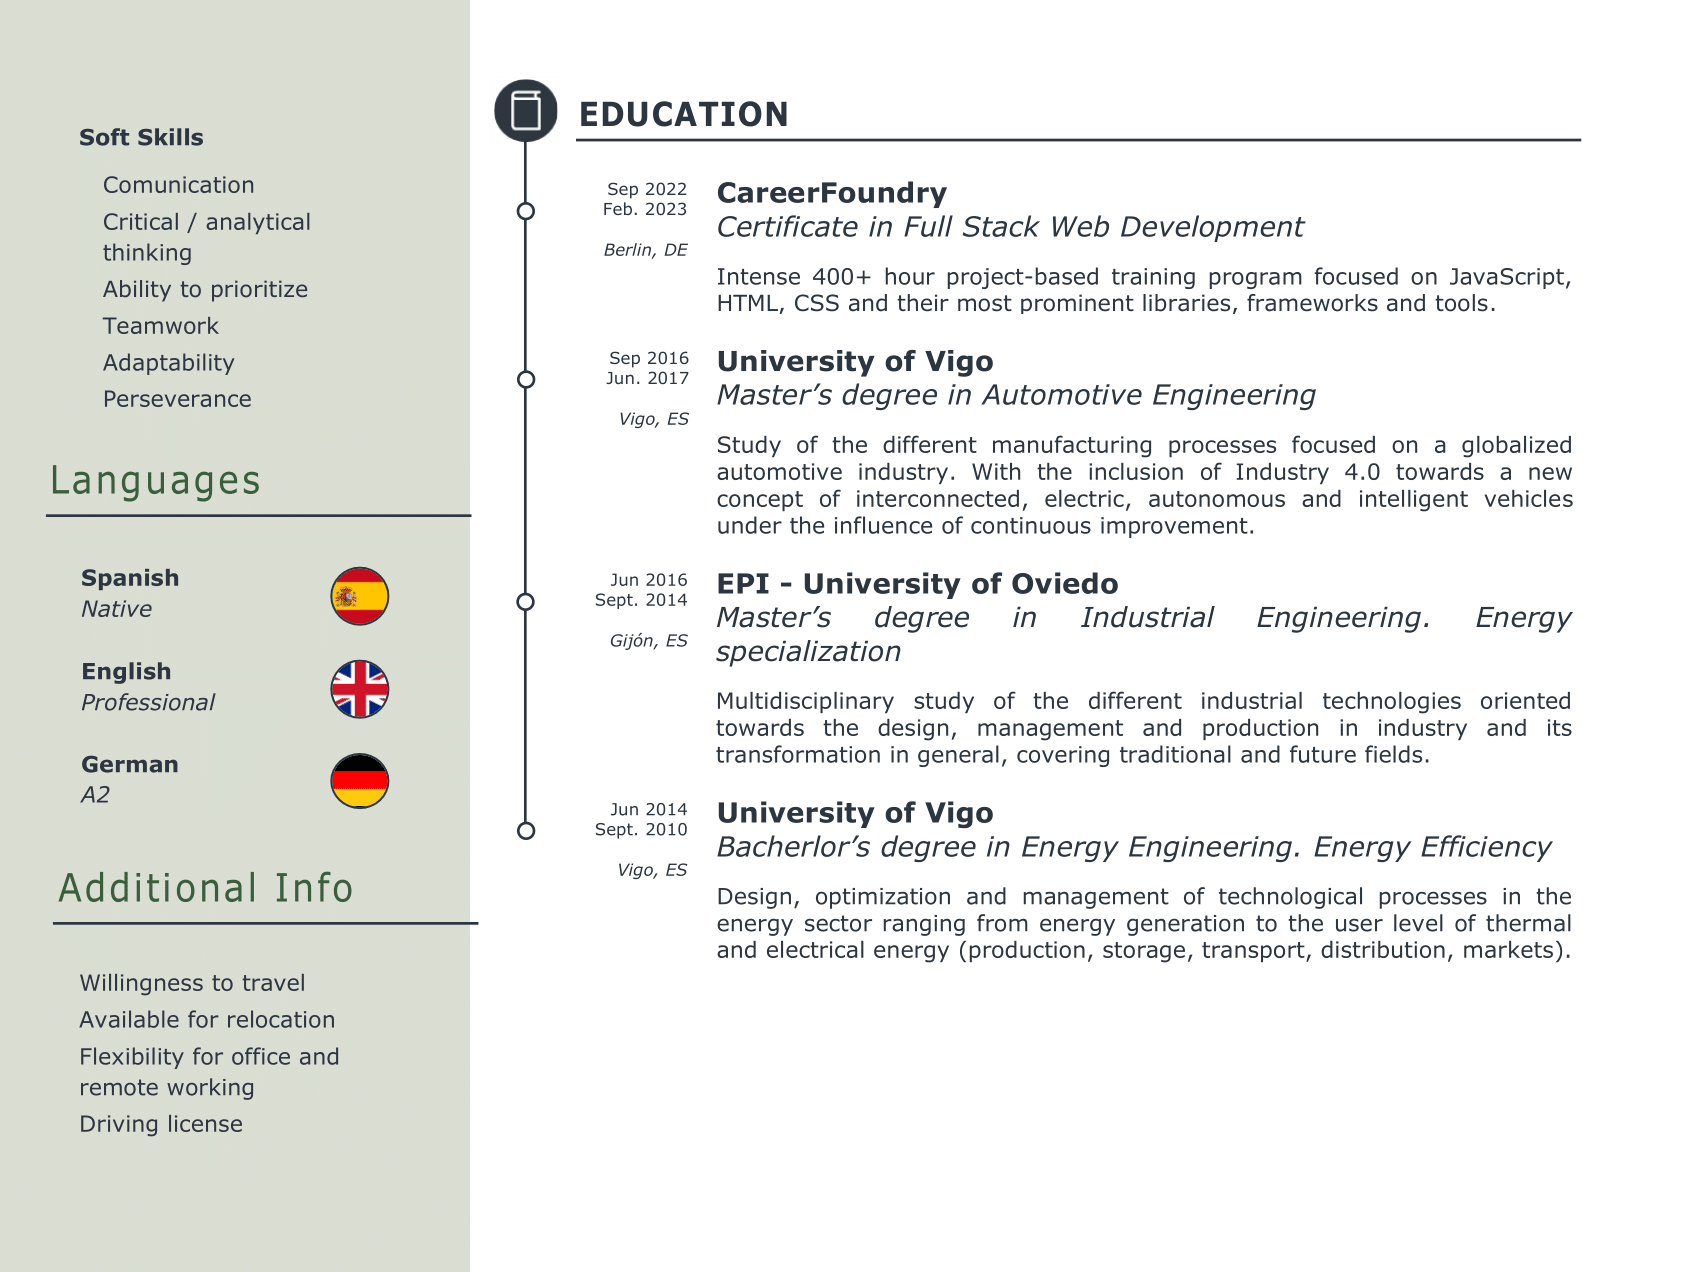 Soft Skills
Comunication
Critical / analytical
thinking
Ability to prioritize
Teamwork
Adaptability
Perseverance
Languages
Spanish
Native
English
Professional
German
A2
Additional Info
Willingness to travel
Available for relocation
Flexibility for office and
remote working
Driving license
EDUCATION
Sep 2022
Feb. 2023
Berlin, DE
CareerFoundry
Certificate in Full Stack Web Development
Intense 400+ hour project-based training program focused on JavaScript,
HTML, CSS and their most prominent libraries, frameworks and tools.
Sep 2016
Jun. 2017
Vigo, ES
University of Vigo
Master’s degree in Automotive Engineering
Study of the different manufacturing processes focused on a globalized
automotive industry. With the inclusion of Industry 4.0 towards a new
concept of interconnected, electric, autonomous and intelligent vehicles
under the influence of continuous improvement.
Jun 2016
Sept. 2014
Gijón, ES
EPI - University of Oviedo
Master’s degree in Industrial Engineering. Energy
specialization
Multidisciplinary study of the different industrial technologies oriented
towards the design, management and production in industry and its
transformation in general, covering traditional and future fields.
Jun 2014
Sept. 2010
Vigo, ES
University of Vigo
Bacherlor’s degree in Energy Engineering. Energy Efficiency
Design, optimization and management of technological processes in the
energy sector ranging from energy generation to the user level of thermal
and electrical energy (production, storage, transport, distribution, markets).